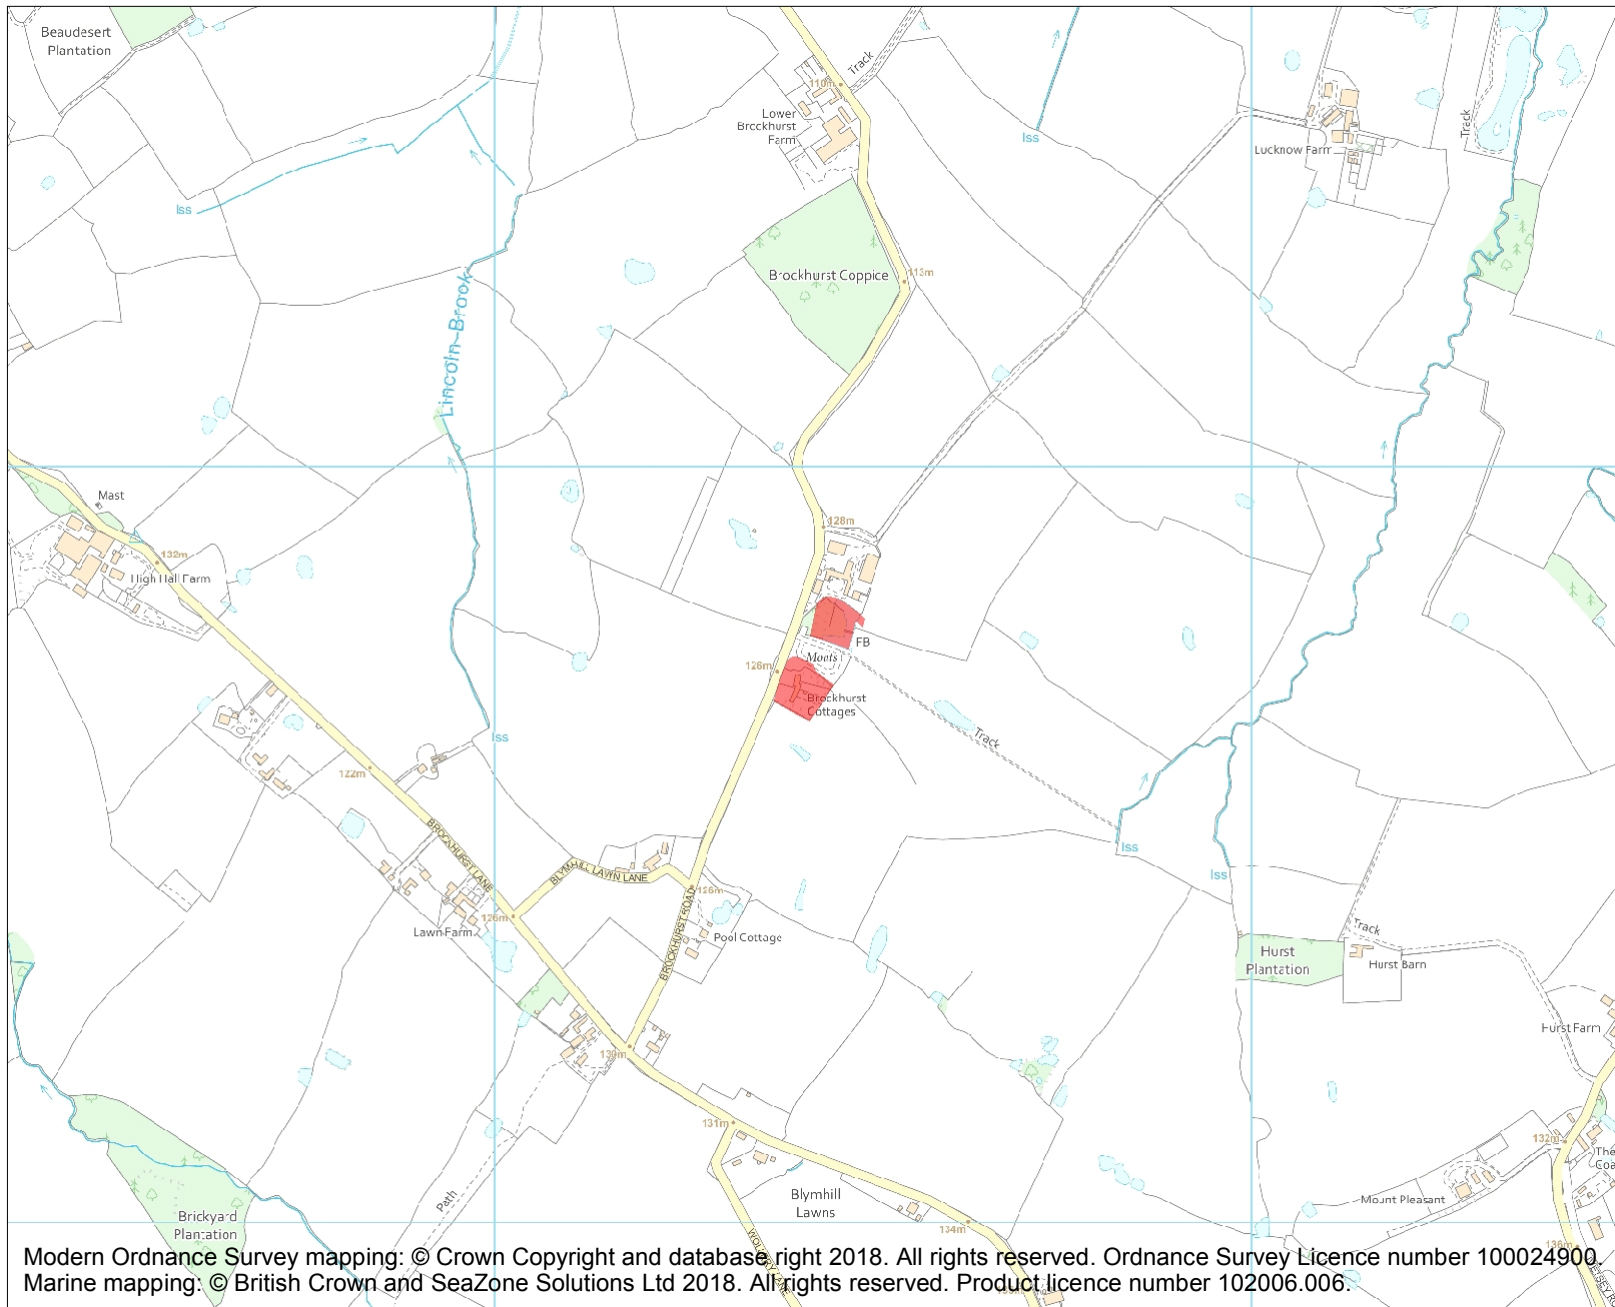 Beaudesert
Plantation
Track
110m
Lower
Brockhurst
Farm
Iss
Lucknow Farm
Track
Iss
Brockhurst Coppice
113m
Lincoln Brook
Mast
128m
132m
High Hall Farm
FB
Moats
126m
Brockhurst
Cottages
Iss
Track
122m
BROCKHURST LANE
Iss
BLYMHILL LAWN LANE
Iss
126m
126m
Lawn Farm
BROCKHURST ROAD
Pool Cottage
Track
Hurst
Plantation
Hurst Barn
Hurst Farm
139m
131m
132m
The
Coa
Path
Blymhill
Lawns
Mount Pleasant
Brickyard
Plantation
134m
136m
Modern Ordnance Survey mapping: © Crown Copyright and database right 2018. All rights reserved. Ordnance Survey Licence number 100024900.
Marine mapping: © British Crown and SeaZone Solutions Ltd 2018. All rights reserved. Product licence number 102006.006.